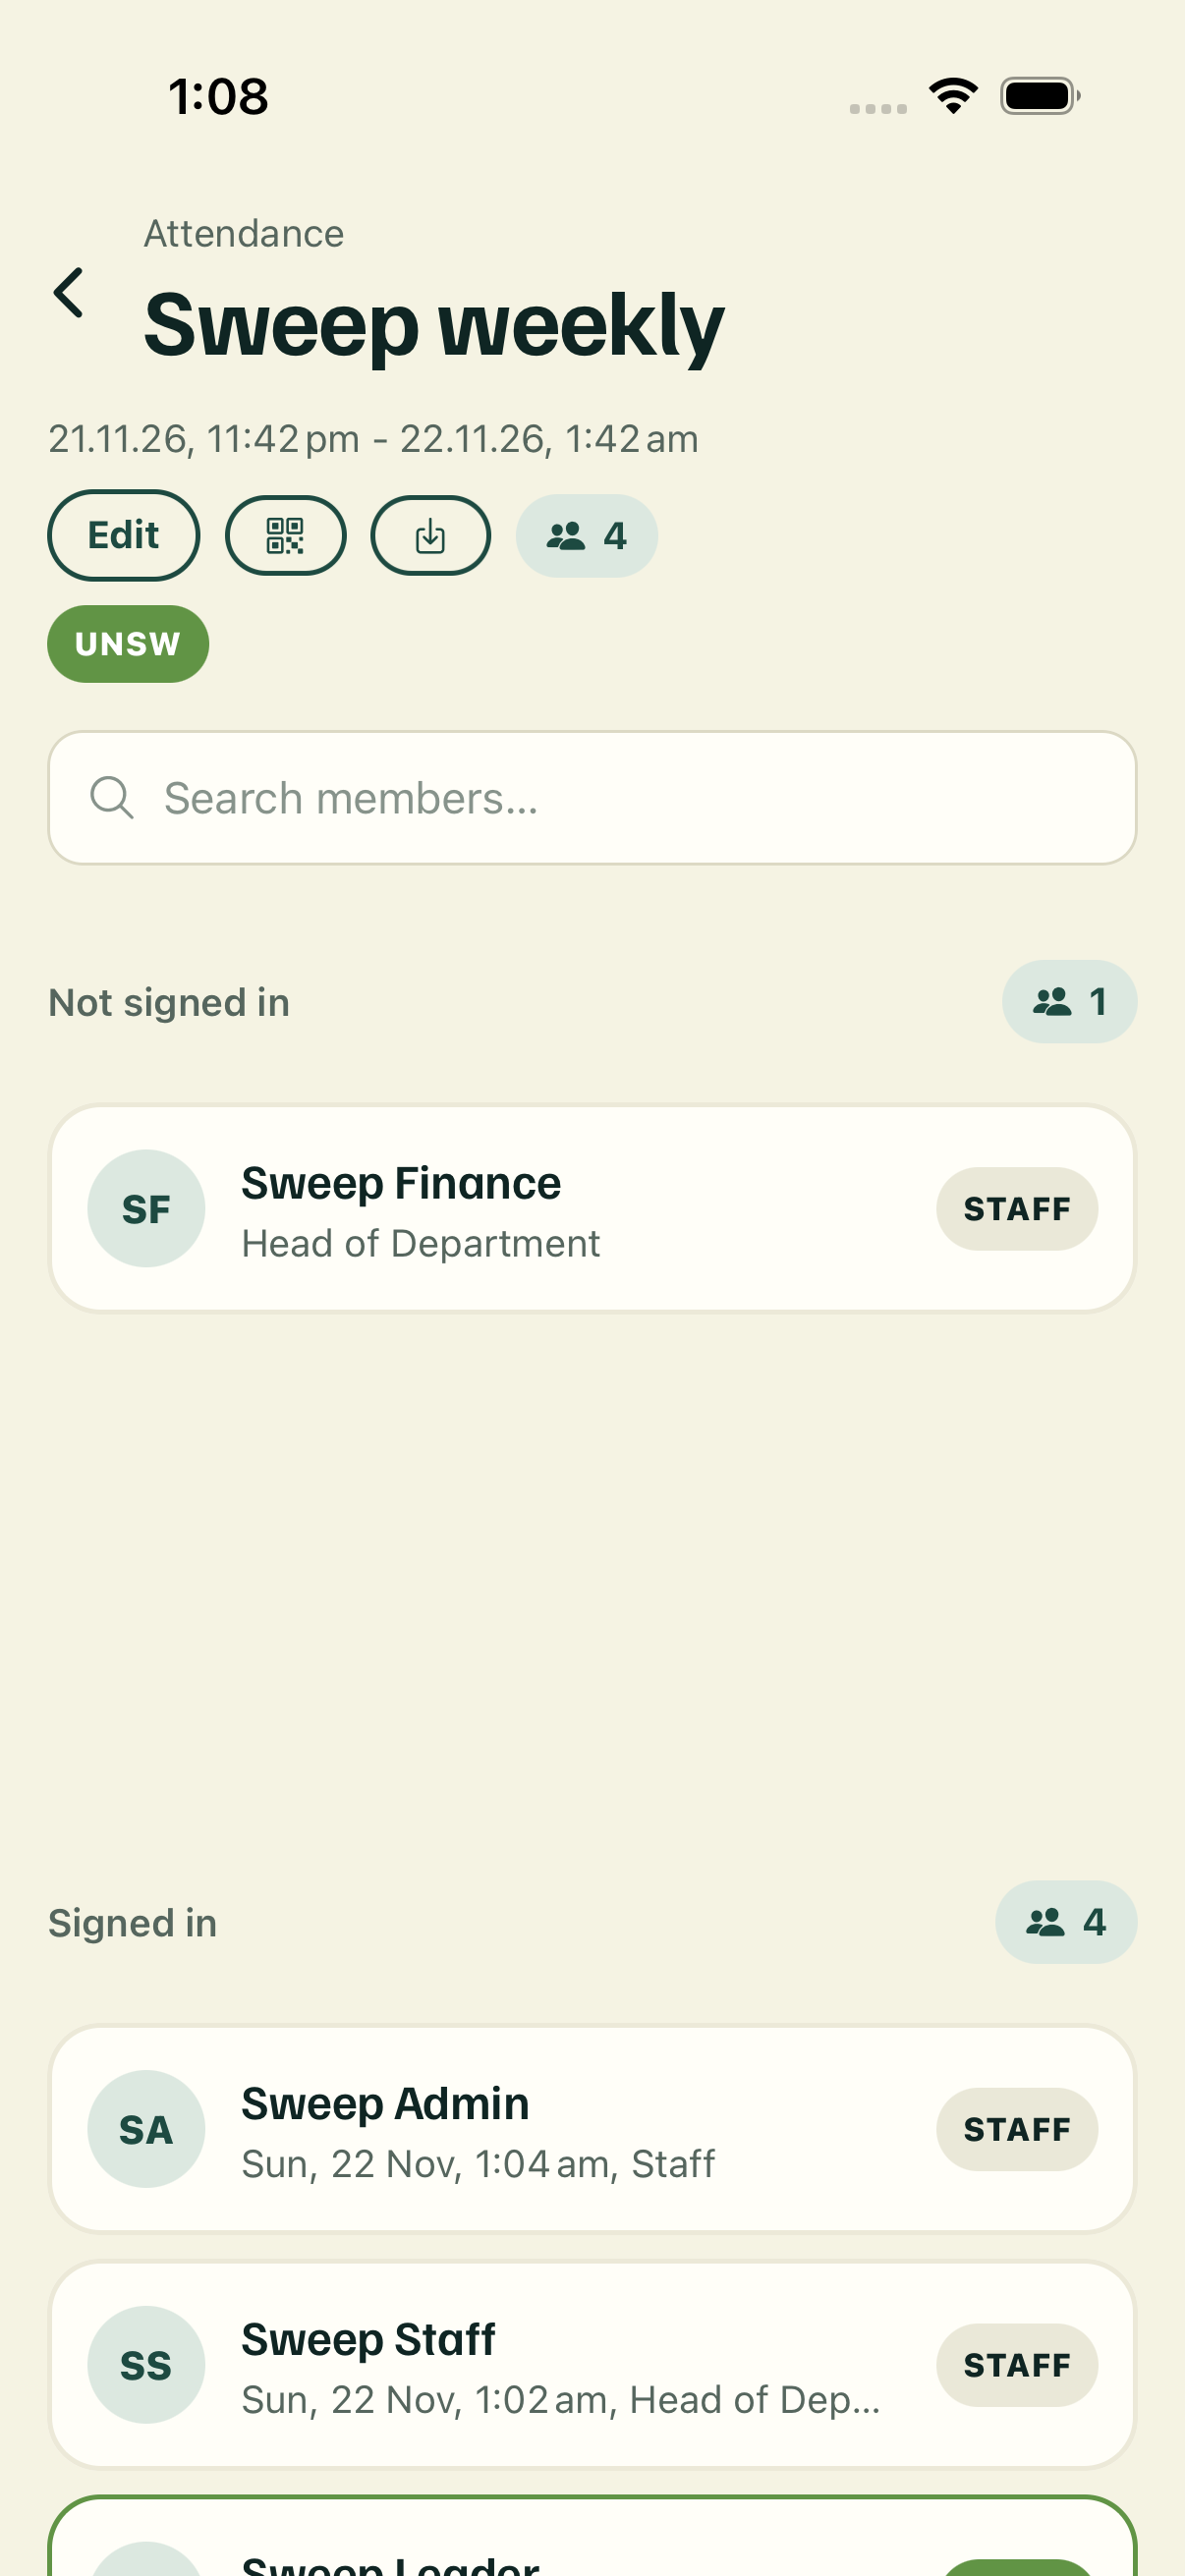 1:08
Attendance
Sweep weekly
21.11.26, 11:42 pm - 22.11.26, 1:42 am
Edit
4
UNSW
Search members...
Not signed in
1
SF
Sweep Finance
Head of Department
STAFF
Signed in
4
SA
Sweep Admin
Sun, 22 Nov, 1:04 am, Staff
STAFF
SS
Sweep Staff
Sun, 22 Nov, 1:02 am, Head of Dep...
STAFF
Sweep Leader